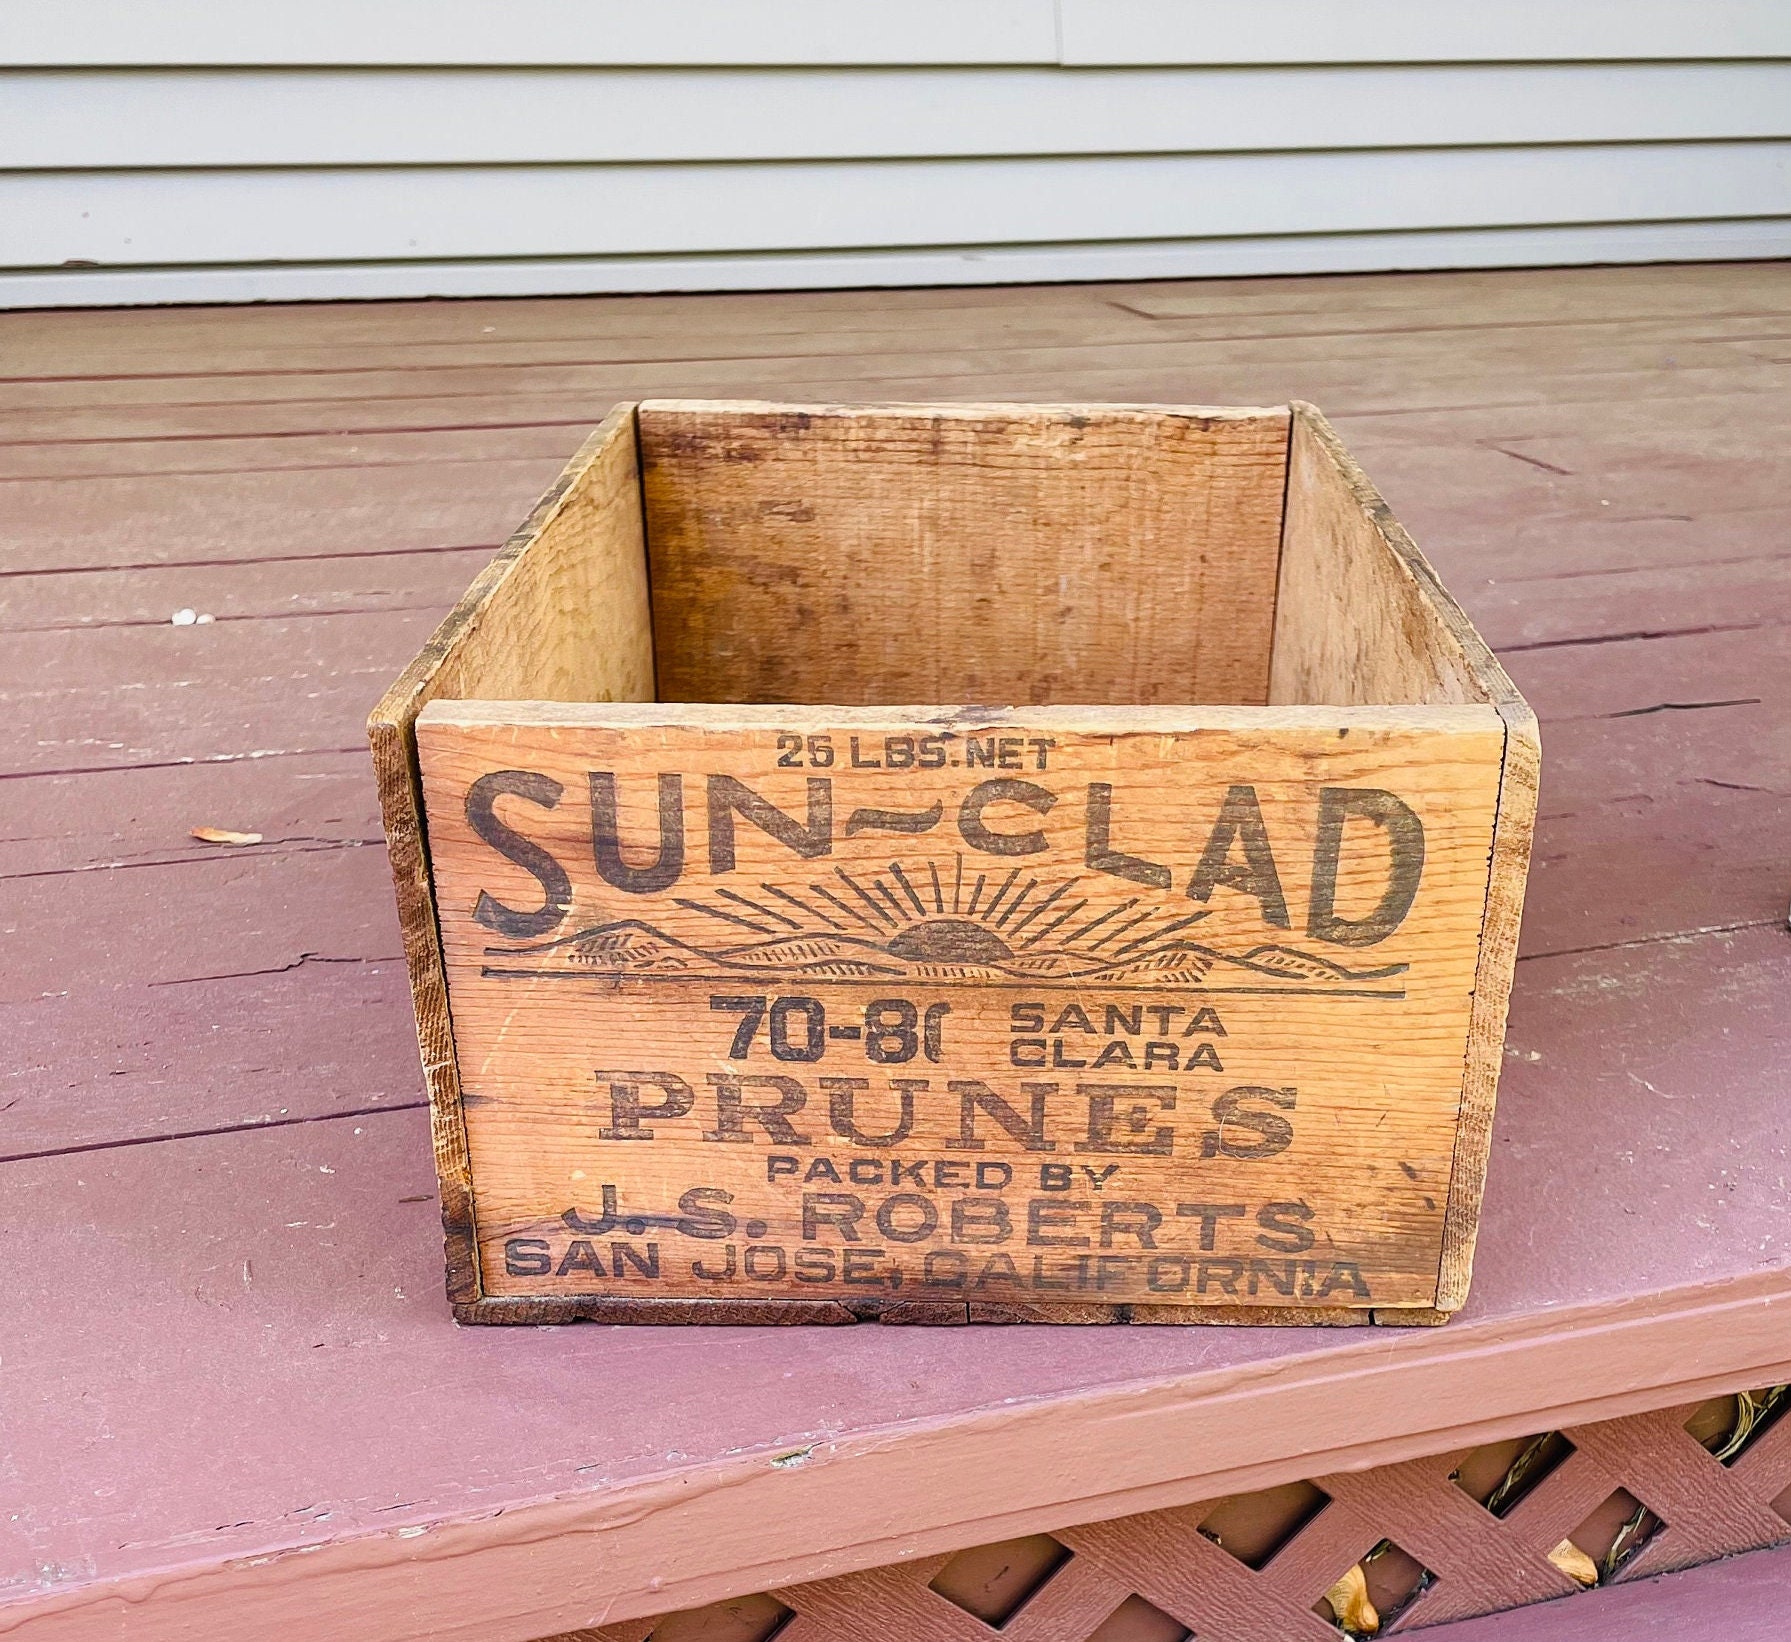 25 LBS. NET
SUN~CLAD
70-80 SANTA CLARA
PRUNES
PACKED BY
J. S. ROBERTS
SAN JOSE, CALIFORNIA